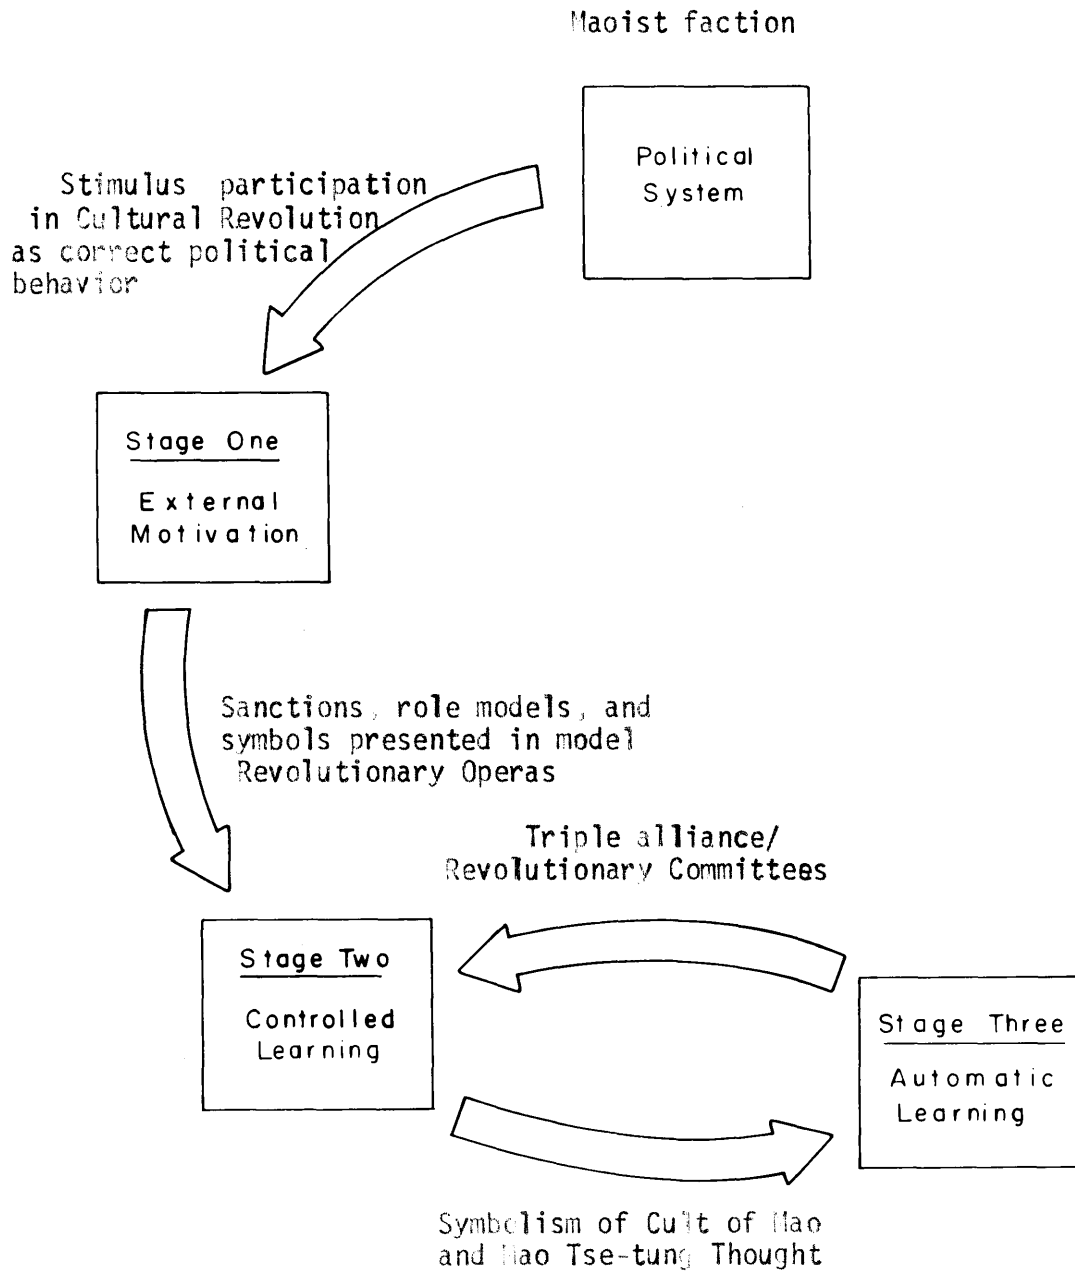 Maoist faction
Political
System
Stimulus participation
in Cultural Revolution
as correct political
behavior
Stage One
External
Motivation
Sanctions, role models, and
symbols presented in model
Revolutionary Operas
Triple alliance/
Revolutionary Committees
Stage Two
Controlled
Learning
Stage Three
Automatic
Learning
Symbolism of Cult of Mao
and Mao Tse-tung Thought